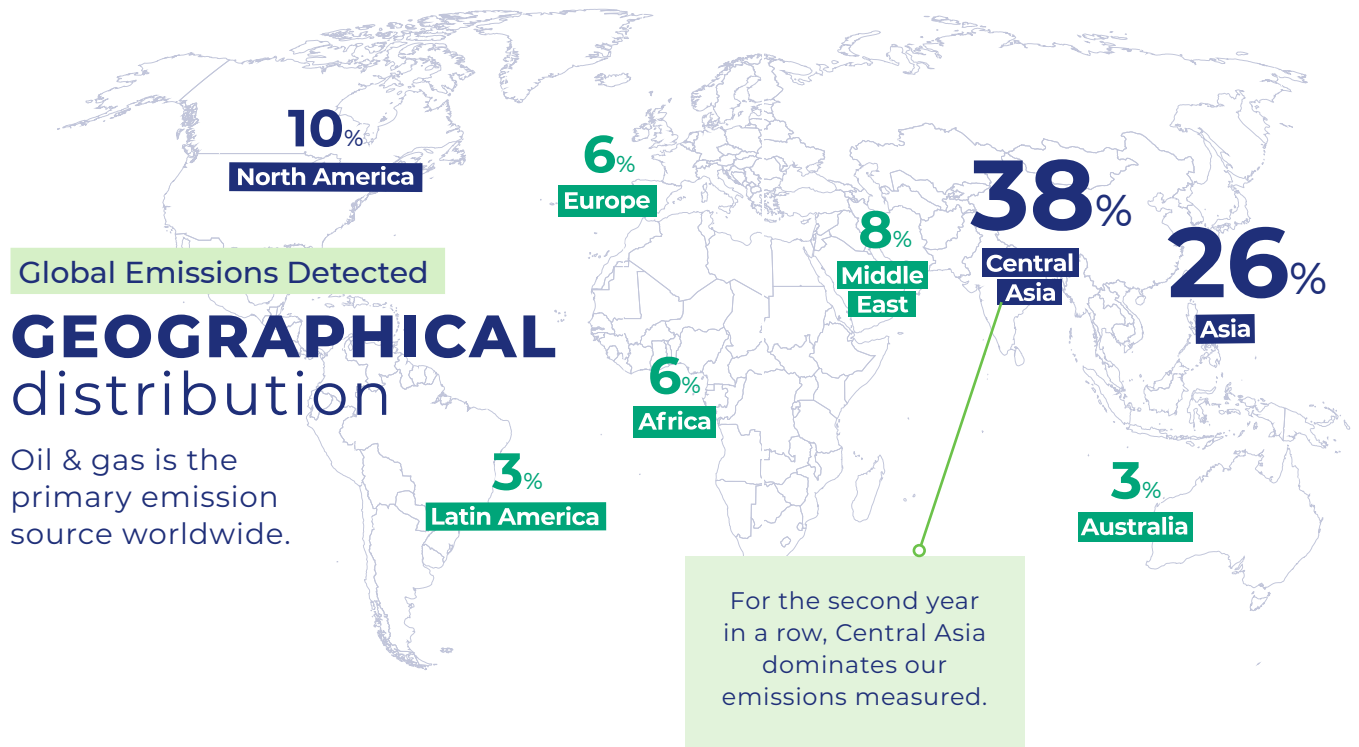 10%
North America
6%
Europe
8%
Middle
East
38%
Central
Asia
26%
Asia
Global Emissions Detected
GEOGRAPHICAL
distribution
Oil & gas is the
primary emission
source worldwide.
6%
Africa
3%
Latin America
3%
Australia
For the second year
in a row, Central Asia
dominates our
emissions measured.